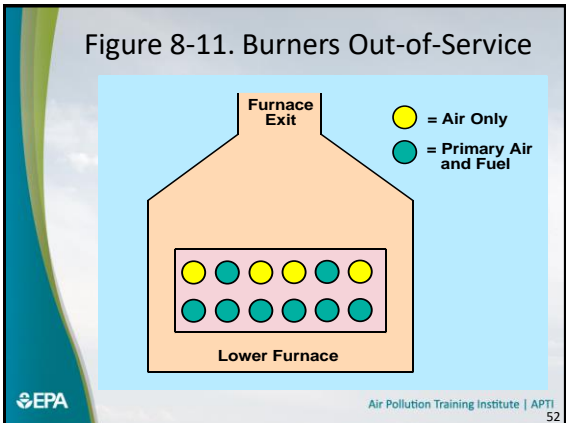 Figure 8-11. Burners Out-of-Service
Furnace
Exit
= Air Only
= Primary Air
and Fuel
Lower Furnace
EPA
Air Pollution Training Institute | APTI
52